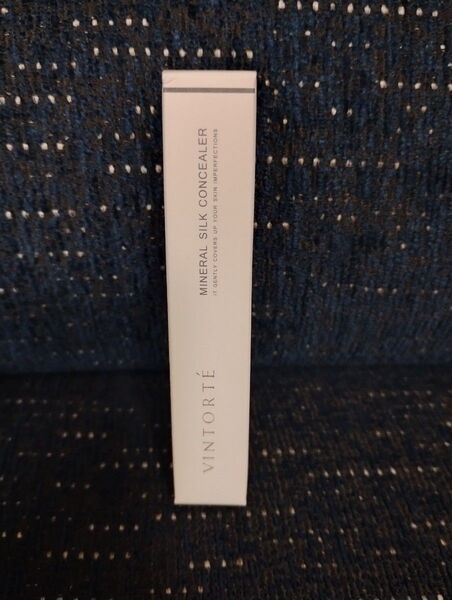 MINERAL SILK CONCEALER
IT GENTLY COVERS UP YOUR SKIN IMPERFECTIONS
VINTORTÉ